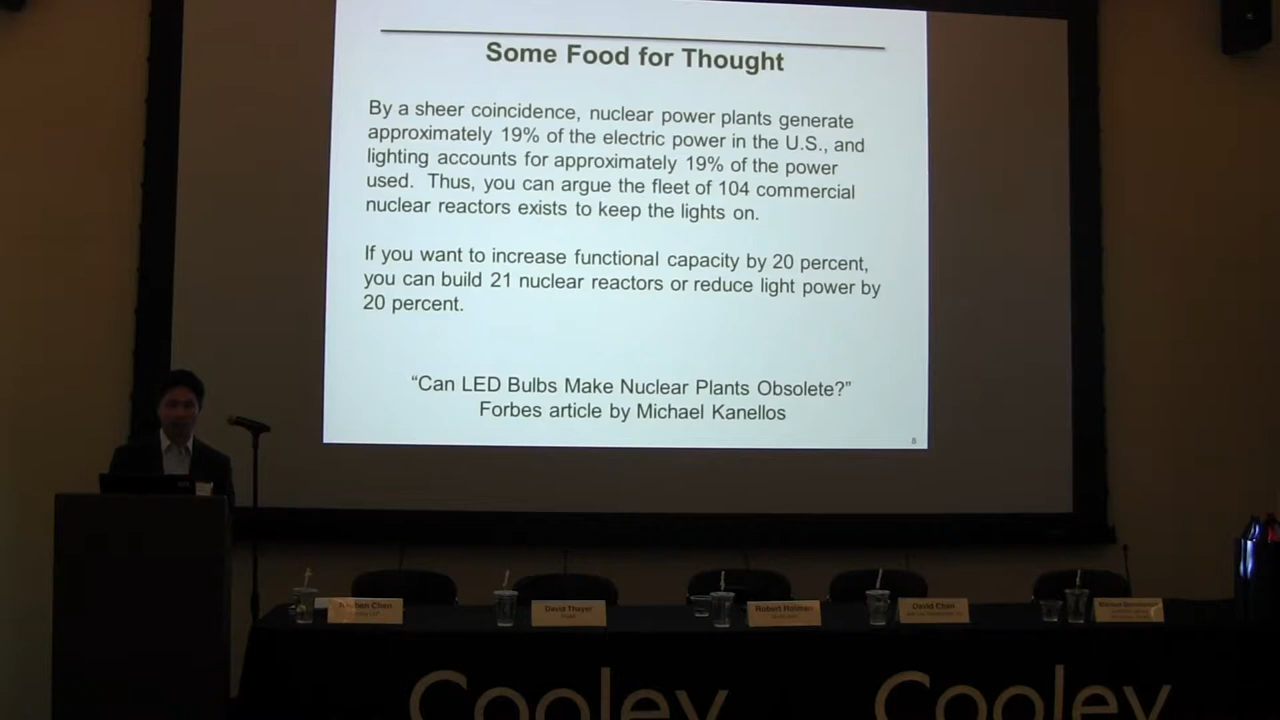 Some Food for Thought
By a sheer coincidence, nuclear power plants generate
approximately 19% of the electric power in the U.S., and
lighting accounts for approximately 19% of the power
used. Thus, you can argue the fleet of 104 commercial
nuclear reactors exists to keep the lights on.
If you want to increase functional capacity by 20 percent,
you can build 21 nuclear reactors or reduce light power by
20 percent.
“Can LED Bulbs Make Nuclear Plants Obsolete?”
Forbes article by Michael Kanellos
8
Chen
David Thayer
Robert
David Chen
Cooley
Cooley